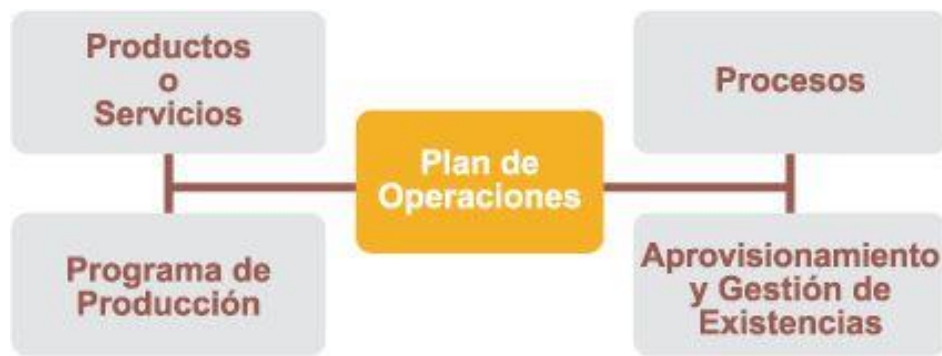 Productos
o
Servicios
Procesos
Plan de
Operaciones
Programa de
Producción
Aprovisionamiento
y Gestión de
Existencias